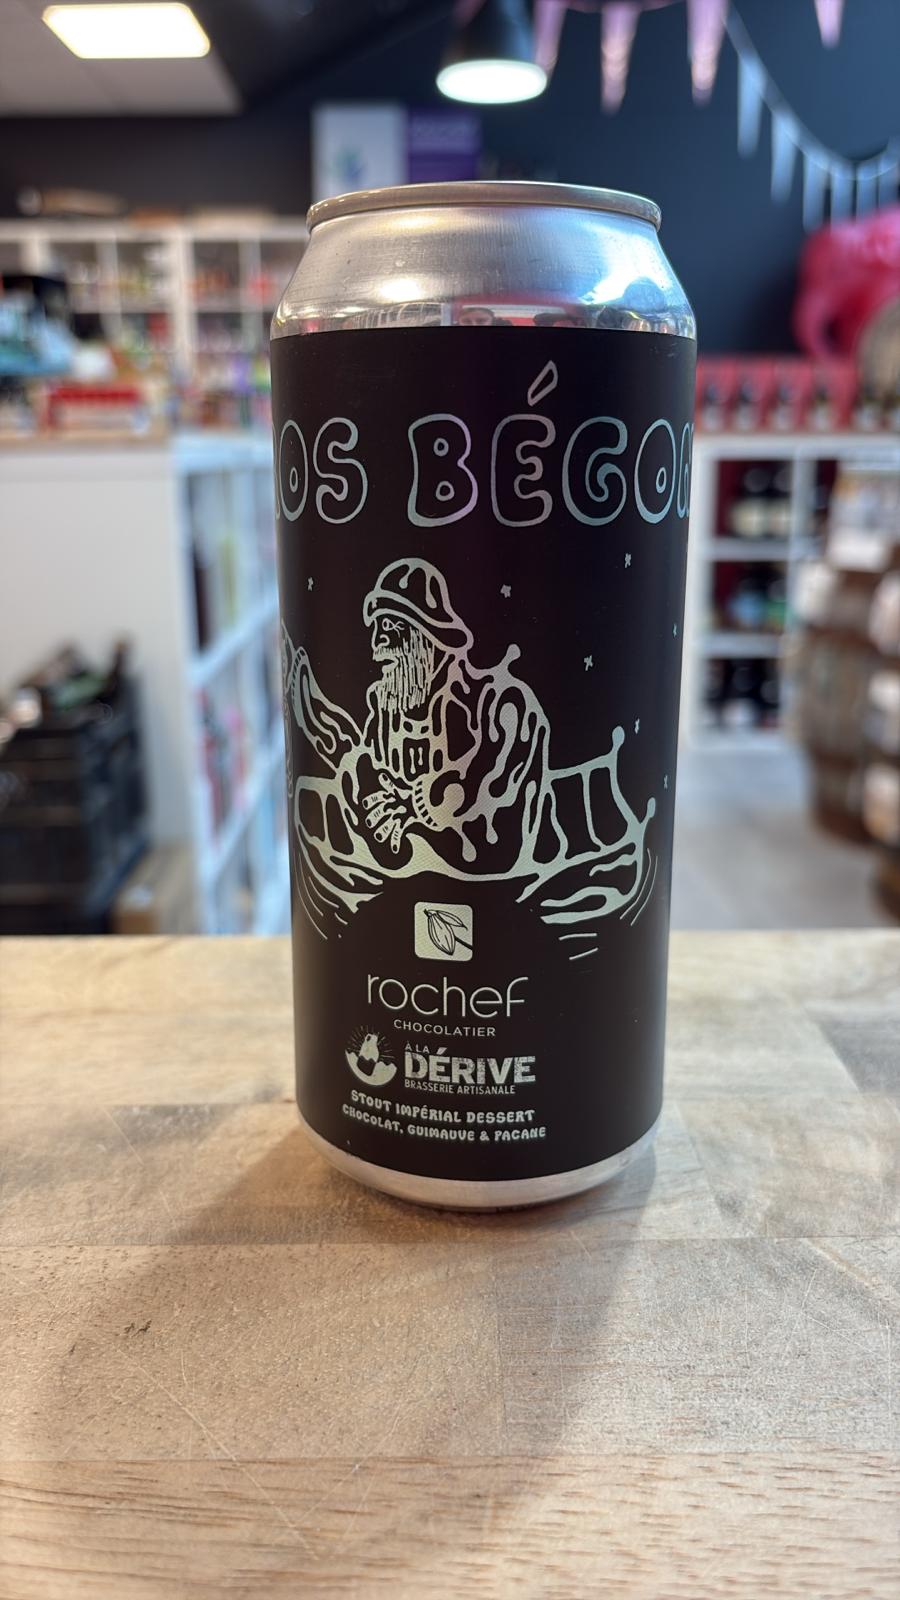 OS BÉGO
rochef
CHOCOLATIER
À LA
DÉRIVE
BRASSERIE ARTISANALE
STOUT IMPÉRIAL DESSERT
CHOCOLAT, GUIMAUVE & PACANE